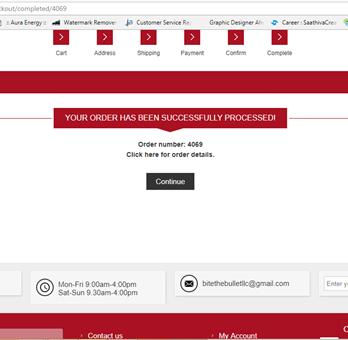 ckout/completed/4069
:: Aura Energy :: Watermark Remover Customer Service Re Graphic Designer Ah Career : SaathivaCrea
Cart Address Shipping Payment Confirm Complete
YOUR ORDER HAS BEEN SUCCESSFULLY PROCESSED!
Order number: 4069
Click here for order details.
Continue
Mon-Fri 9:00am-4:00pm
Sat-Sun 9.30am-4:00pm
bitethebulletllc@gmail.com
Enter y
Contact us
My Account